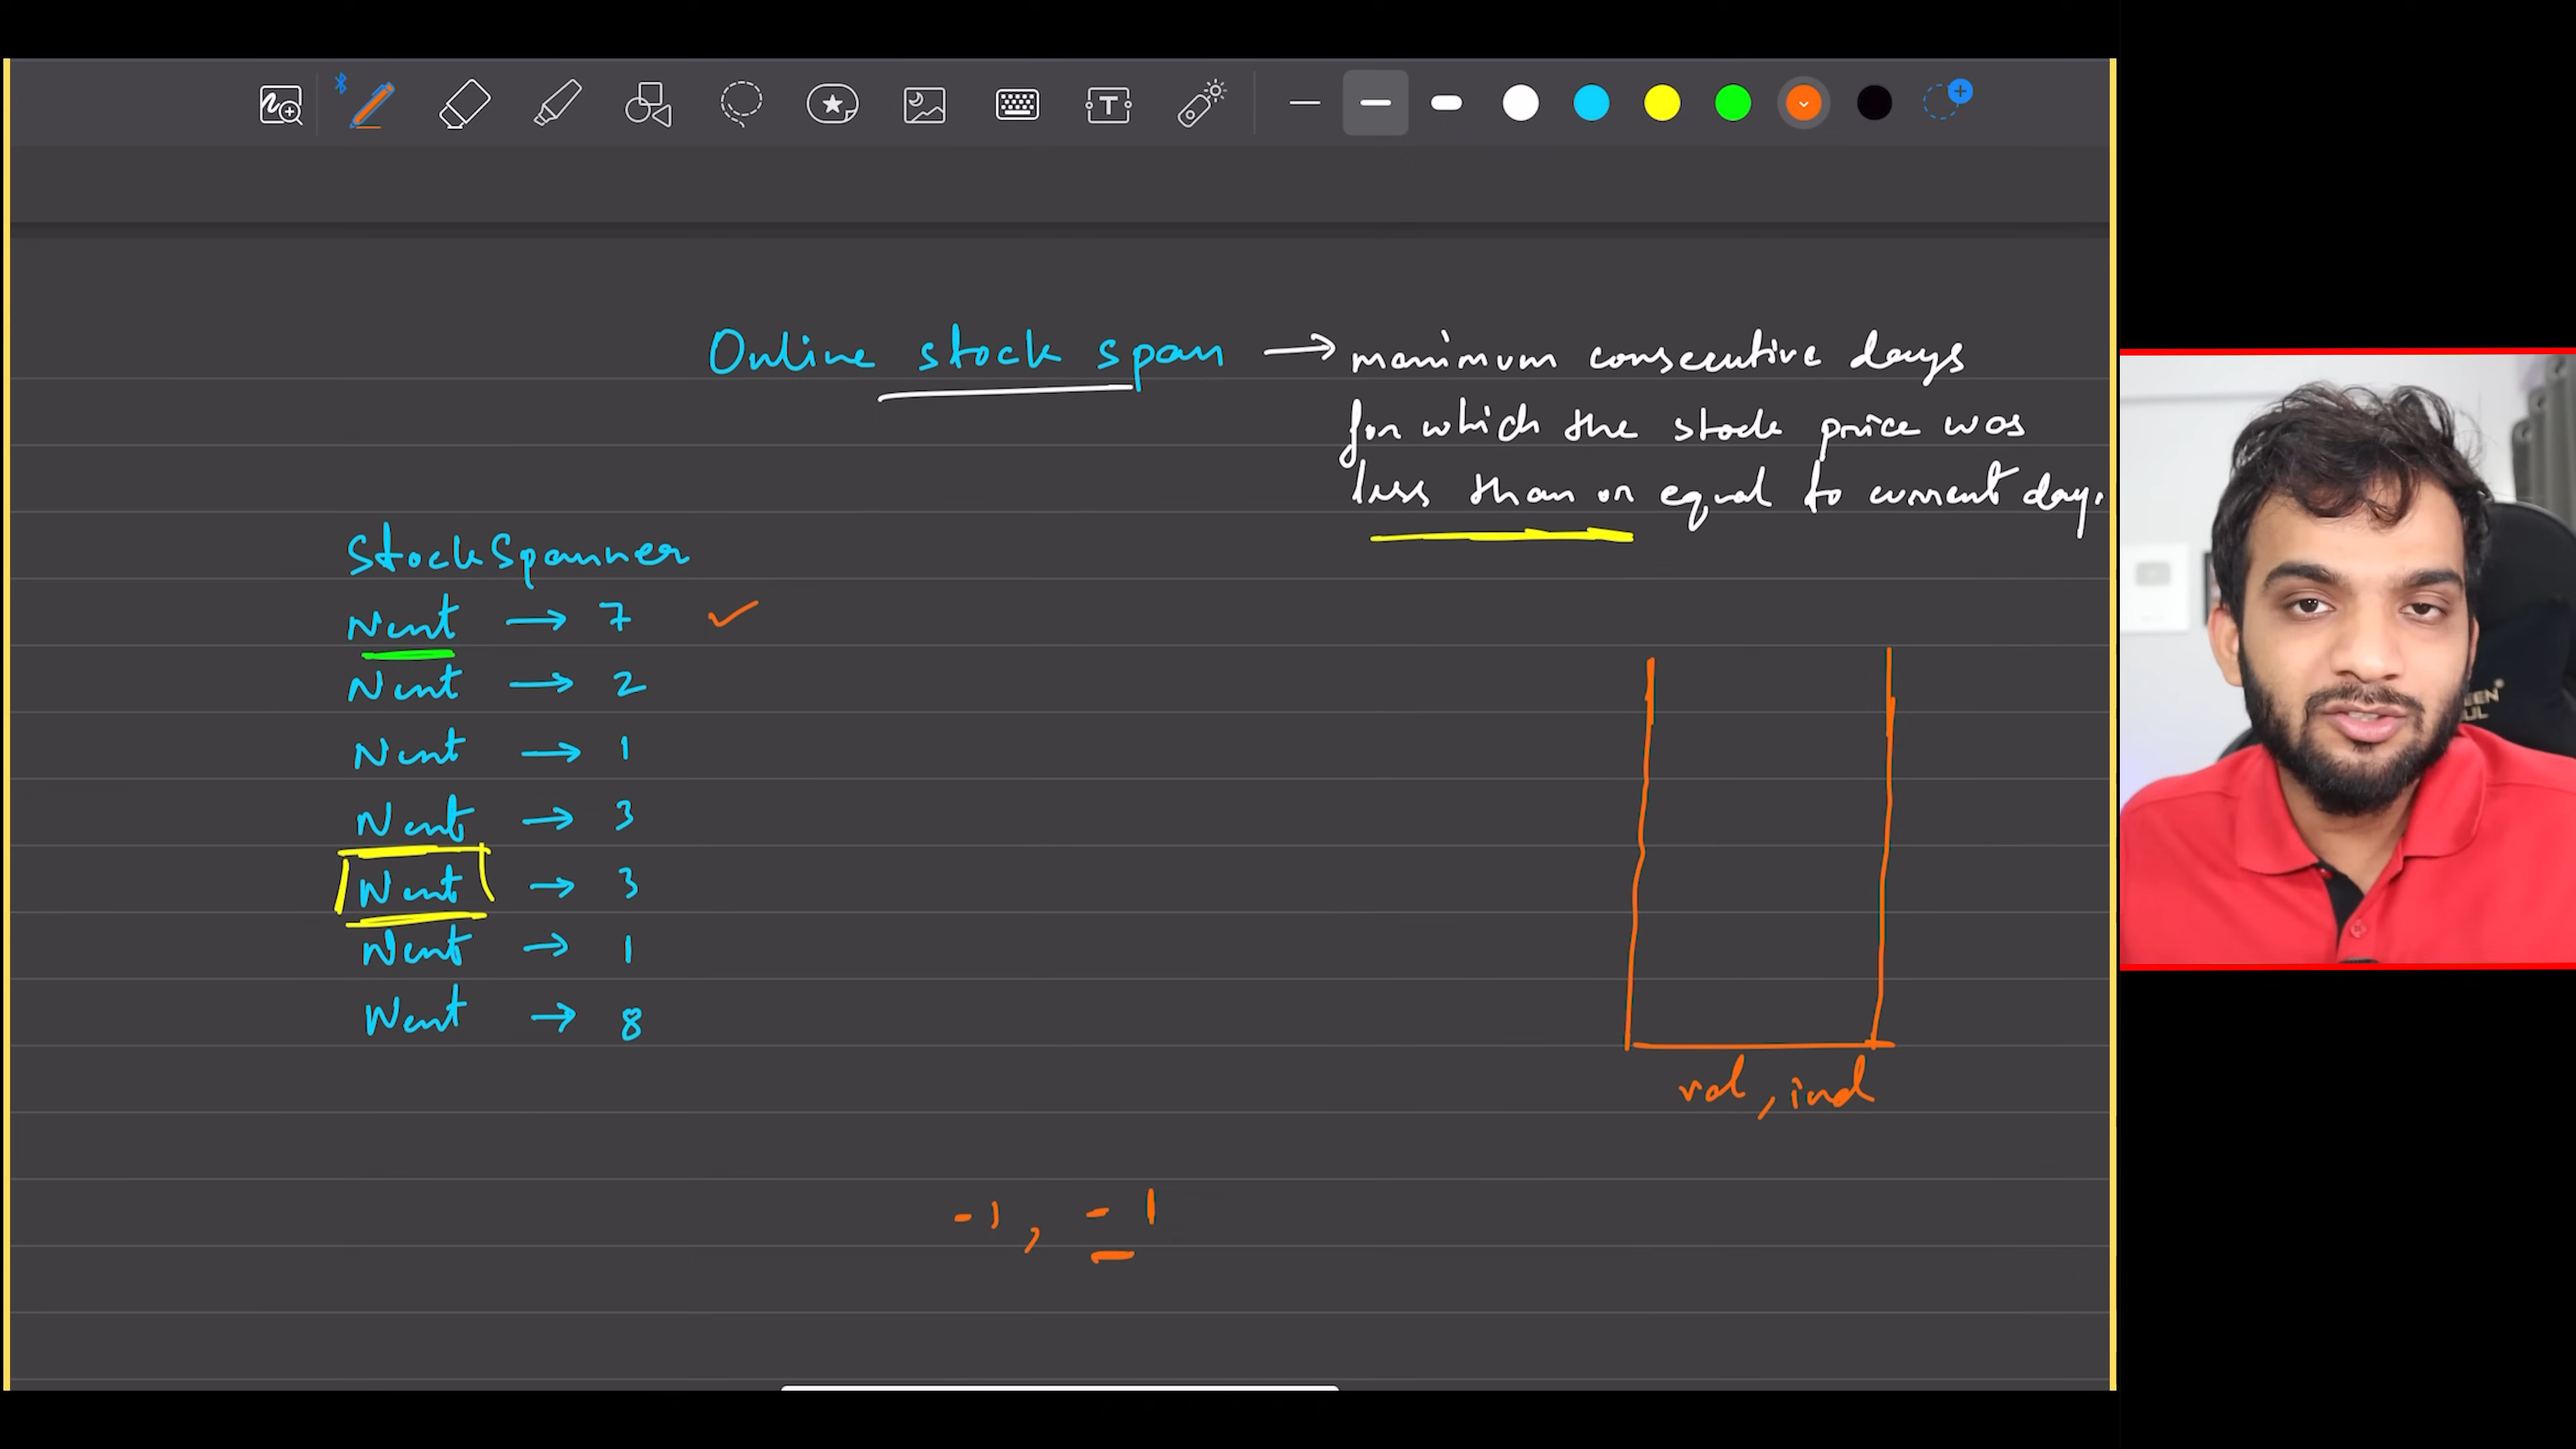 Online stock span → maximum consecutive days
for which the stock price was
less than or equal to current day.
StockSpanner
Next → 7 ✓
Next → 2
Next → 1
Next → 3
Next → 3
Next → 1
Next → 8
val, ind
-1, -1